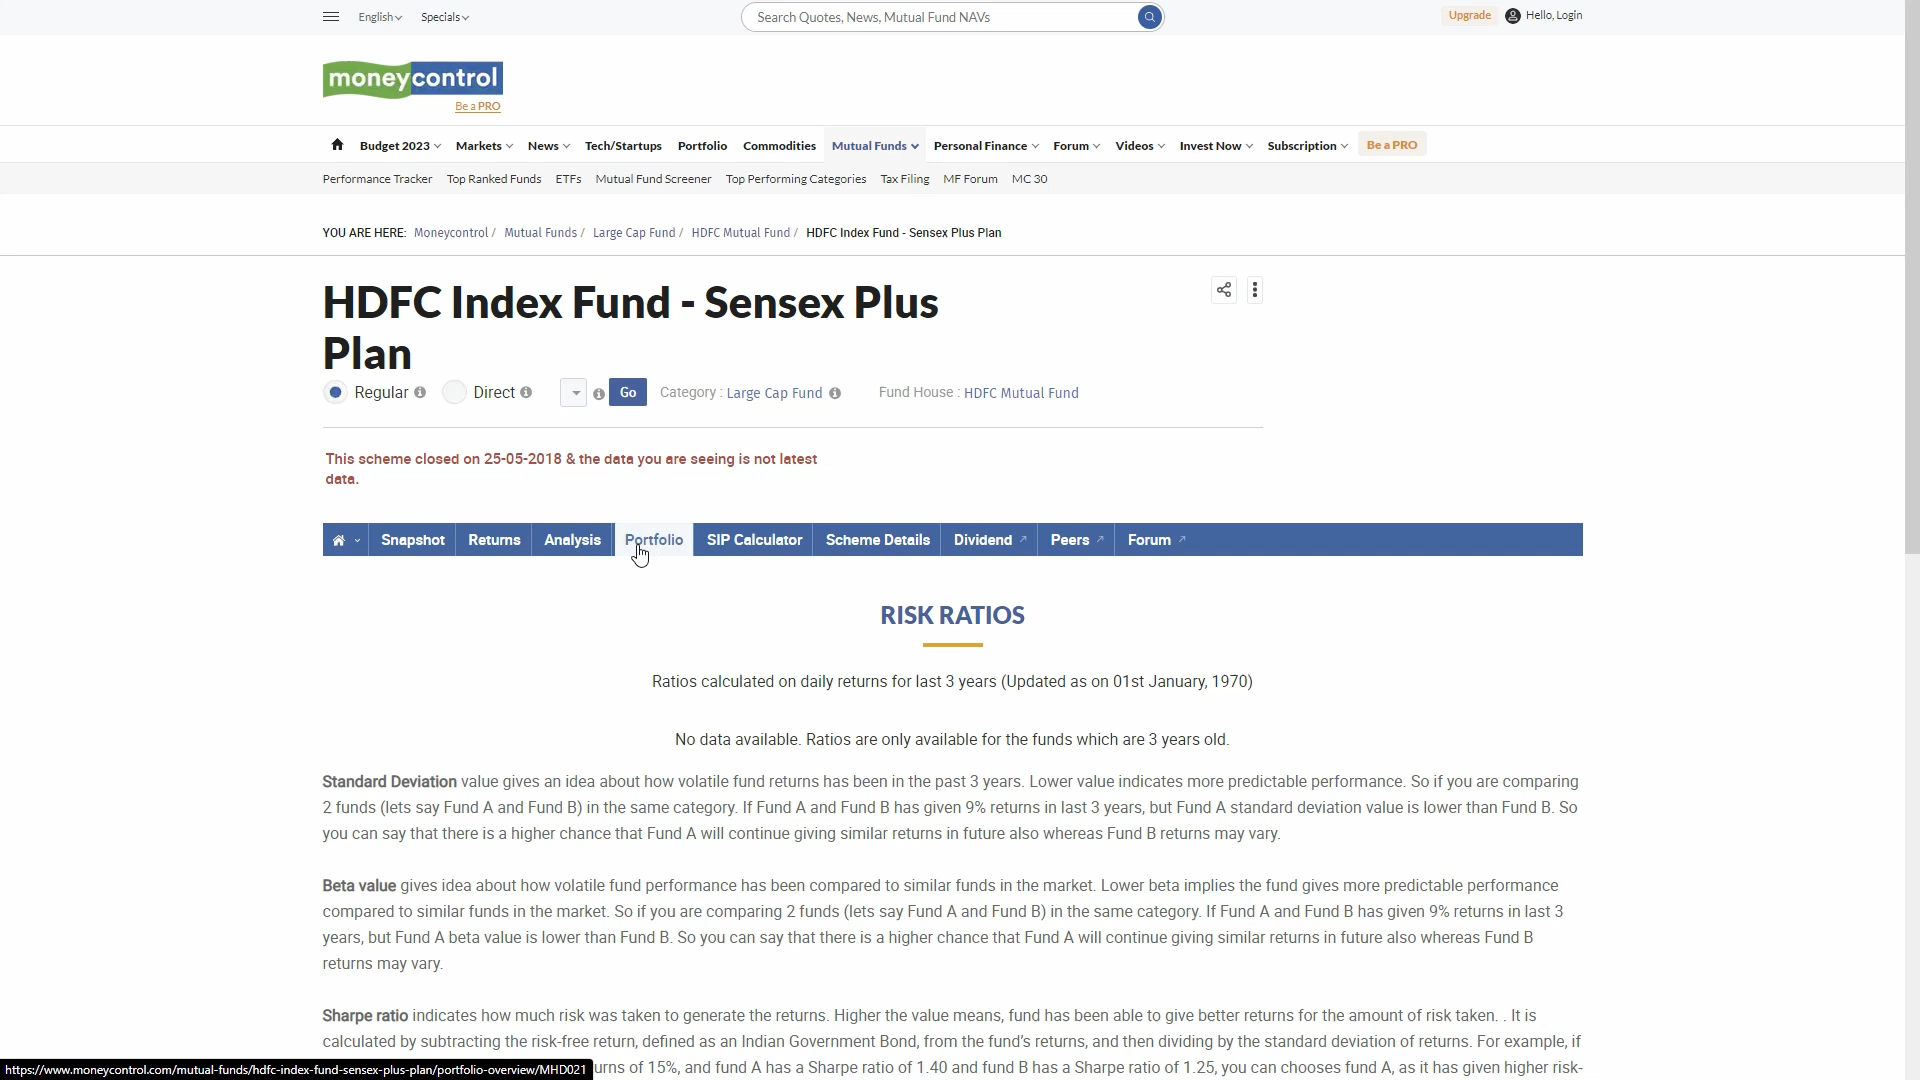 English
Specials
Search Quotes, News, Mutual Fund NAVs
Upgrade
Hello, Login
moneycontrol
Be a PRO
Budget 2023
Markets
News
Tech/Startups
Portfolio
Commodities
Mutual Funds
Personal Finance
Forum
Videos
Invest Now
Subscription
Be a PRO
Performance Tracker
Top Ranked Funds
ETFs
Mutual Fund Screener
Top Performing Categories
Tax Filing
MF Forum
MC 30
YOU ARE HERE: Moneycontrol / Mutual Funds / Large Cap Fund / HDFC Mutual Fund / HDFC Index Fund - Sensex Plus Plan
HDFC Index Fund - Sensex Plus
Plan
Regular
Direct
Go
Category : Large Cap Fund
Fund House : HDFC Mutual Fund
This scheme closed on 25-05-2018 & the data you are seeing is not latest
data.
Snapshot
Returns
Analysis
Portfolio
SIP Calculator
Scheme Details
Dividend
Peers
Forum
RISK RATIOS
Ratios calculated on daily returns for last 3 years (Updated as on 01st January, 1970)
No data available. Ratios are only available for the funds which are 3 years old.
Standard Deviation value gives an idea about how volatile fund returns has been in the past 3 years. Lower value indicates more predictable performance. So if you are comparing
2 funds (lets say Fund A and Fund B) in the same category. If Fund A and Fund B has given 9% returns in last 3 years, but Fund A standard deviation value is lower than Fund B. So
you can say that there is a higher chance that Fund A will continue giving similar returns in future also whereas Fund B returns may vary.
Beta value gives idea about how volatile fund performance has been compared to similar funds in the market. Lower beta implies the fund gives more predictable performance
compared to similar funds in the market. So if you are comparing 2 funds (lets say Fund A and Fund B) in the same category. If Fund A and Fund B has given 9% returns in last 3
years, but Fund A beta value is lower than Fund B. So you can say that there is a higher chance that Fund A will continue giving similar returns in future also whereas Fund B
returns may vary.
Sharpe ratio indicates how much risk was taken to generate the returns. Higher the value means, fund has been able to give better returns for the amount of risk taken. . It is
calculated by subtracting the risk-free return, defined as an Indian Government Bond, from the fund's returns, and then dividing by the standard deviation of returns. For example, if
urns of 15%, and fund A has a Sharpe ratio of 1.40 and fund B has a Sharpe ratio of 1.25, you can chooses fund A, as it has given higher risk-
https://www.moneycontrol.com/mutual-funds/hdfc-index-fund-sensex-plus-plan/portfolio-overview/MHD021